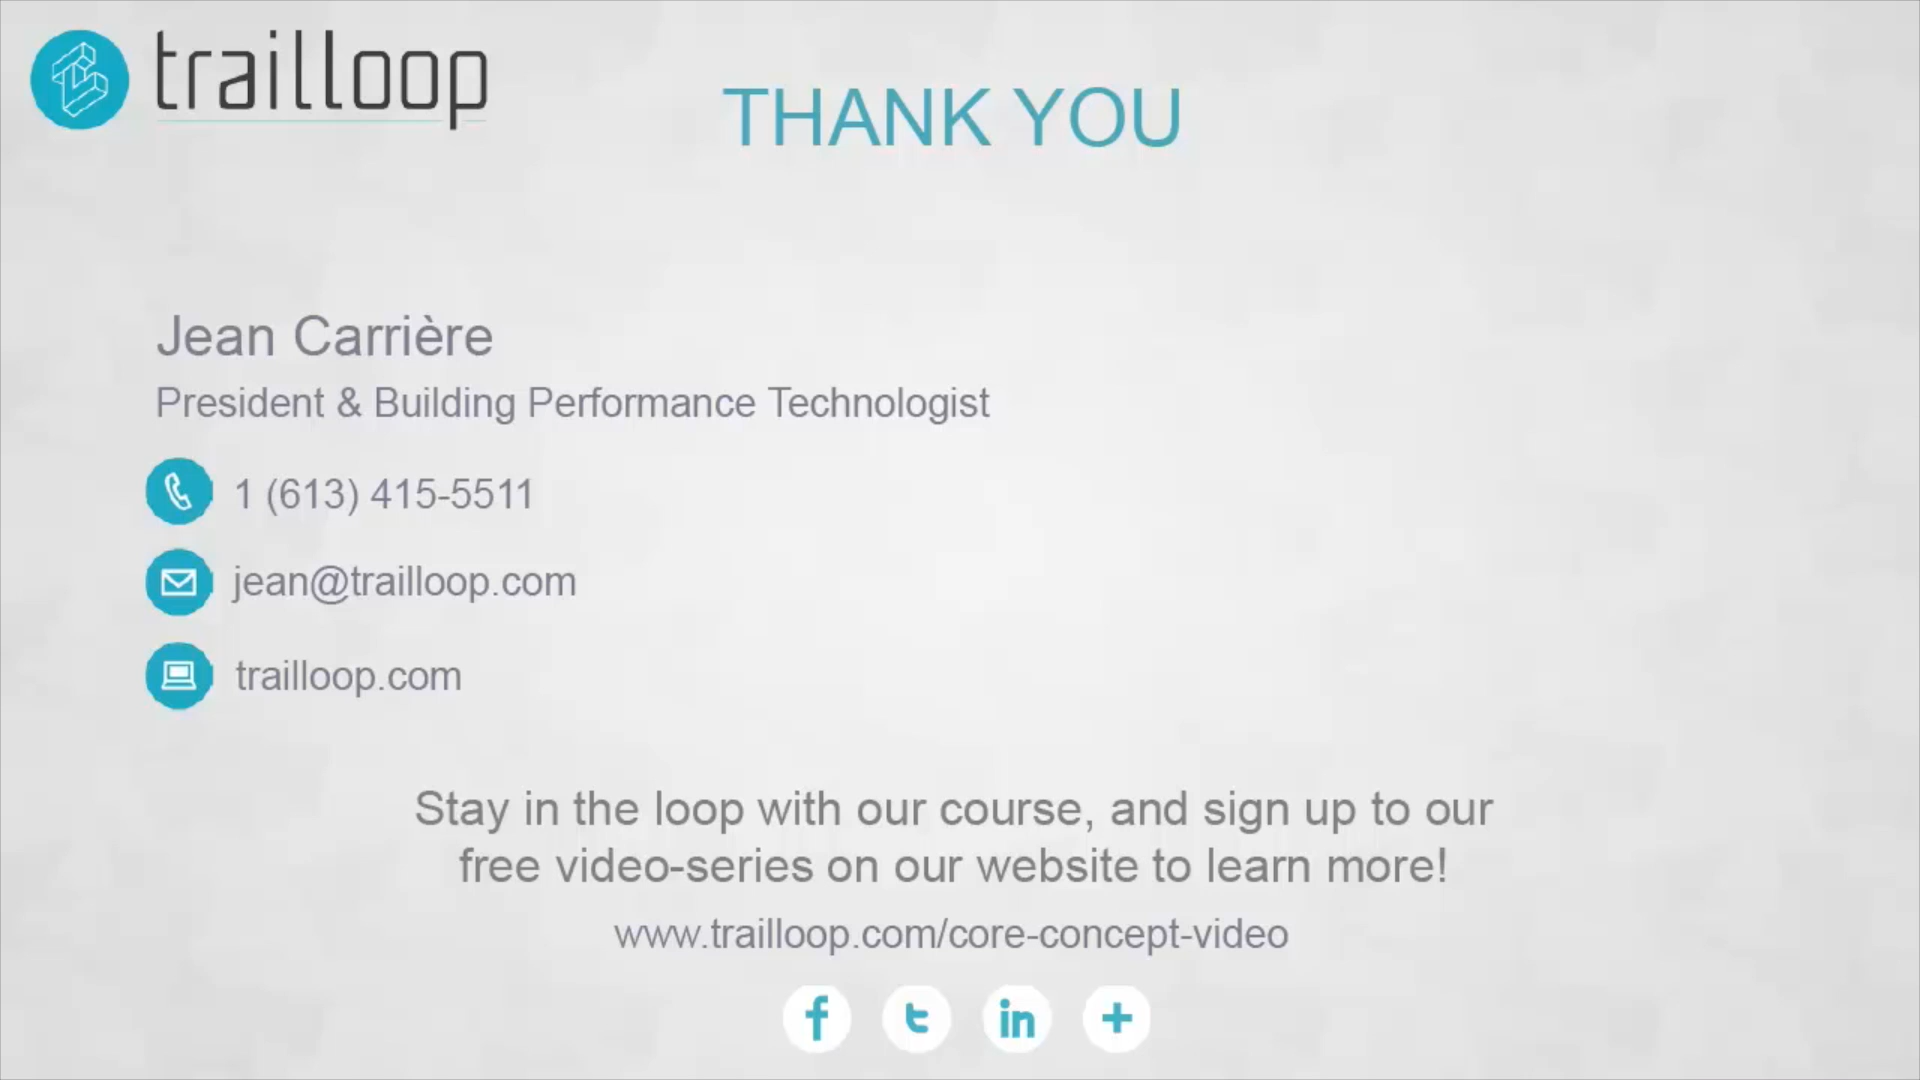 trailloop
THANK YOU
Jean Carrière
President & Building Performance Technologist
1 (613) 415-5511
jean@trailloop.com
trailloop.com
Stay in the loop with our course, and sign up to our
free video-series on our website to learn more!
www.trailloop.com/core-concept-video